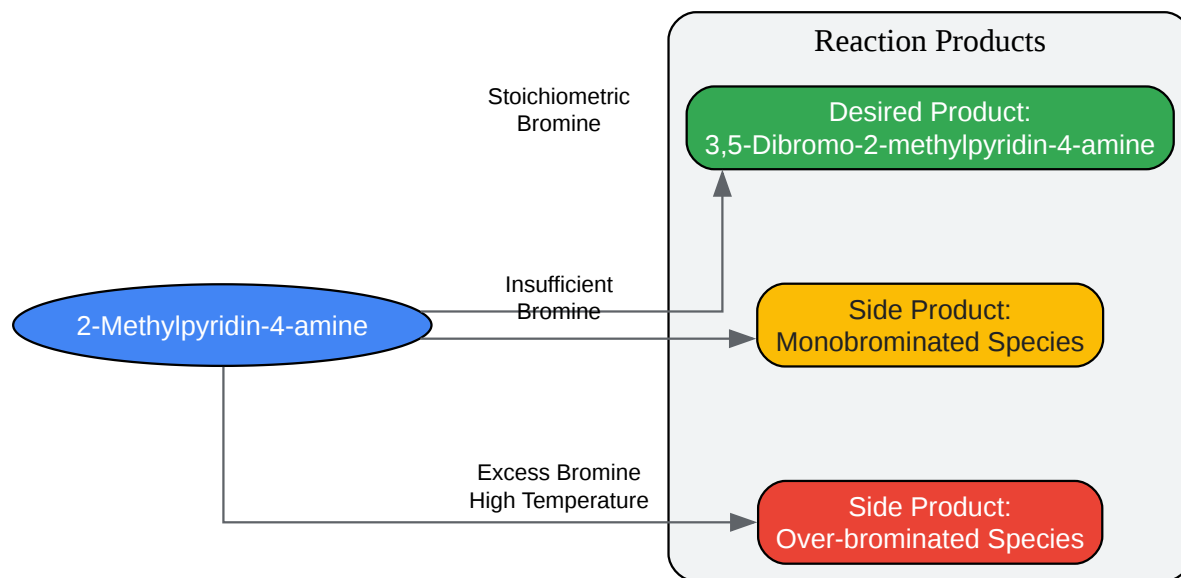 Reaction Products
Stoichiometric
Bromine
Desired Product:
3,5-Dibromo-2-methylpyridin-4-amine
2-Methylpyridin-4-amine
Insufficient
Bromine
Side Product:
Monobrominated Species
Excess Bromine
High Temperature
Side Product:
Over-brominated Species